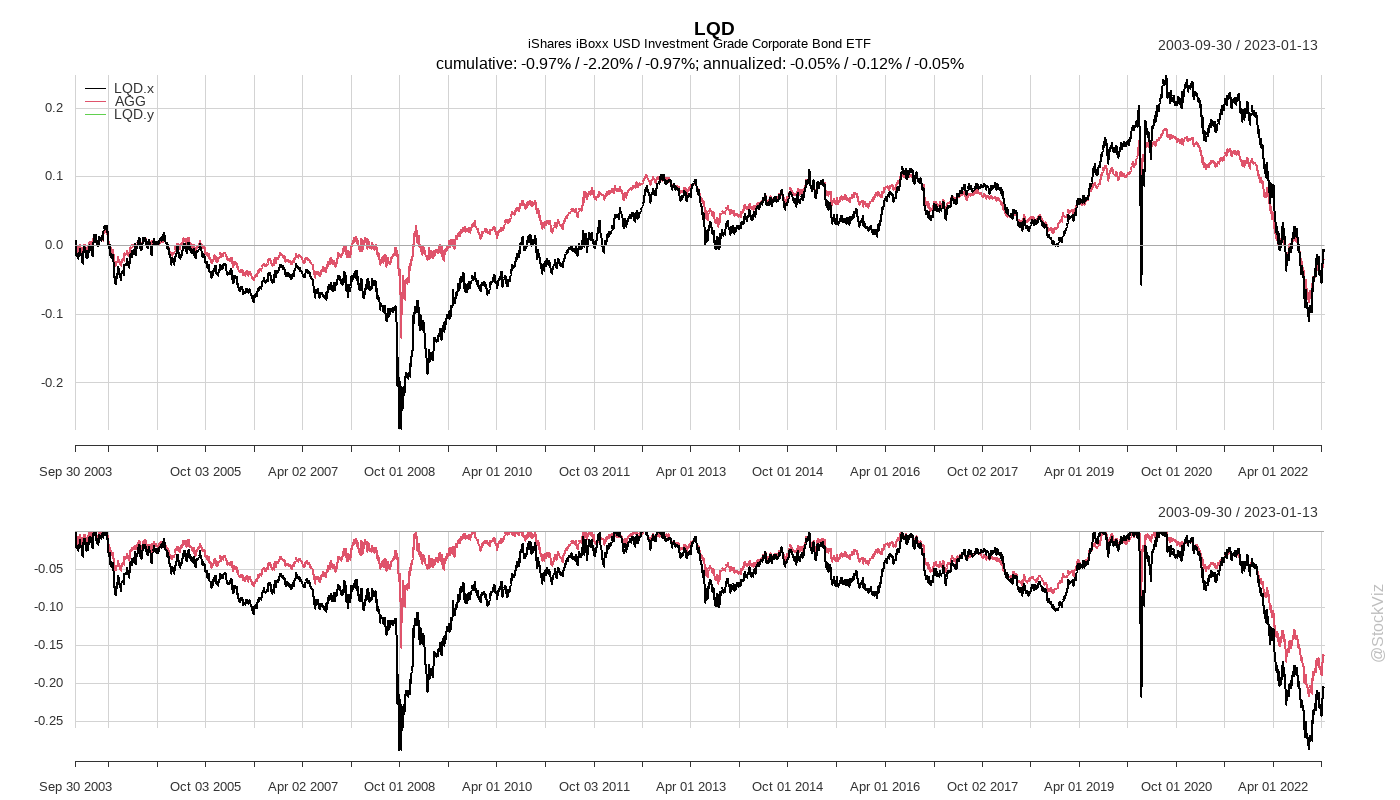 LQD
iShares iBoxx USD Investment Grade Corporate Bond ETF
2003-09-30 / 2023-01-13
cumulative: -0.97% / -2.20% / -0.97%; annualized: -0.05% / -0.12% / -0.05%
LQD.x
AGG
LQD.y
0.2
0.1
0.0
-0.1
-0.2
Sep 30 2003 Oct 03 2005 Apr 02 2007 Oct 01 2008 Apr 01 2010 Oct 03 2011 Apr 01 2013 Oct 01 2014 Apr 01 2016 Oct 02 2017 Apr 01 2019 Oct 01 2020 Apr 01 2022
2003-09-30 / 2023-01-13
-0.05
-0.10
-0.15
-0.20
-0.25
Sep 30 2003 Oct 03 2005 Apr 02 2007 Oct 01 2008 Apr 01 2010 Oct 03 2011 Apr 01 2013 Oct 01 2014 Apr 01 2016 Oct 02 2017 Apr 01 2019 Oct 01 2020 Apr 01 2022
@StockViz